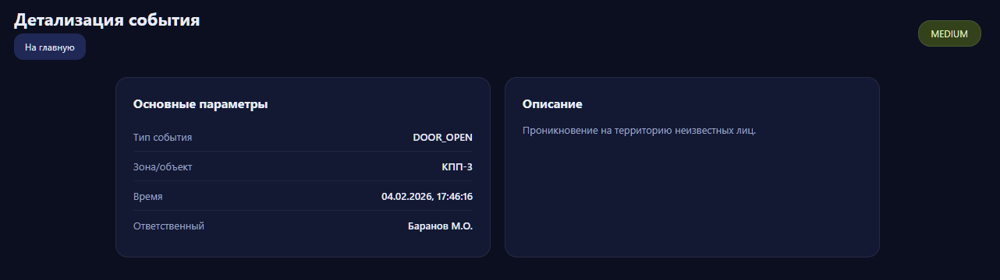 Детализация события
На главную
MEDIUM
Основные параметры
Тип события DOOR_OPEN
Зона/объект КПП-3
Время 04.02.2026, 17:46:16
Ответственный Баранов М.О.
Описание
Проникновение на территорию неизвестных лиц.